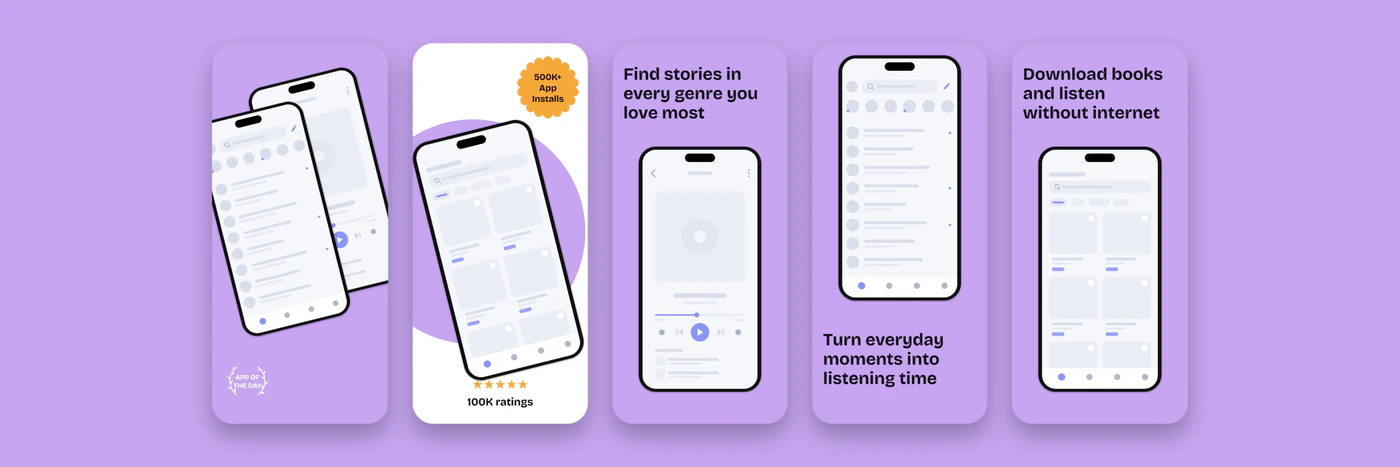 APP OF
THE DAY
500K+
App
Installs
100K ratings
Find stories in
every genre you
love most
Turn everyday
moments into
listening time
Download books
and listen
without internet